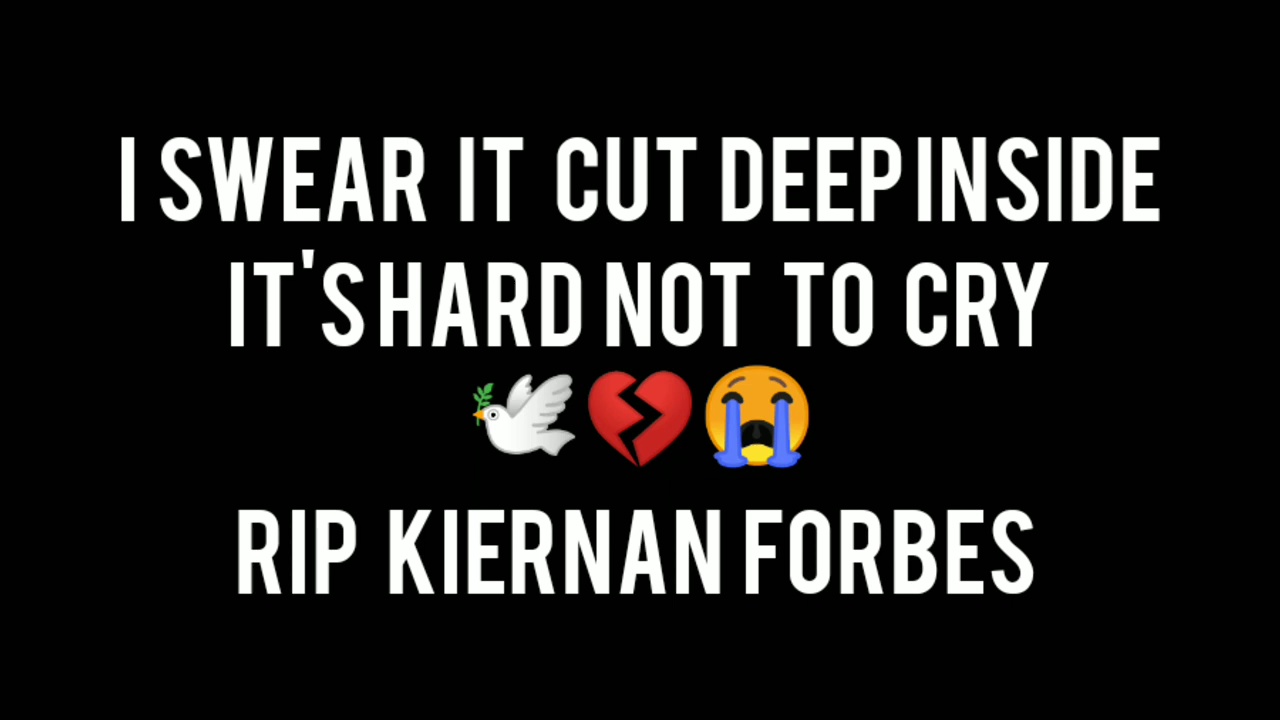 I SWEAR IT CUT DEEP INSIDE
IT'S HARD NOT TO CRY
🕊💔😭
RIP KIERNAN FORBES